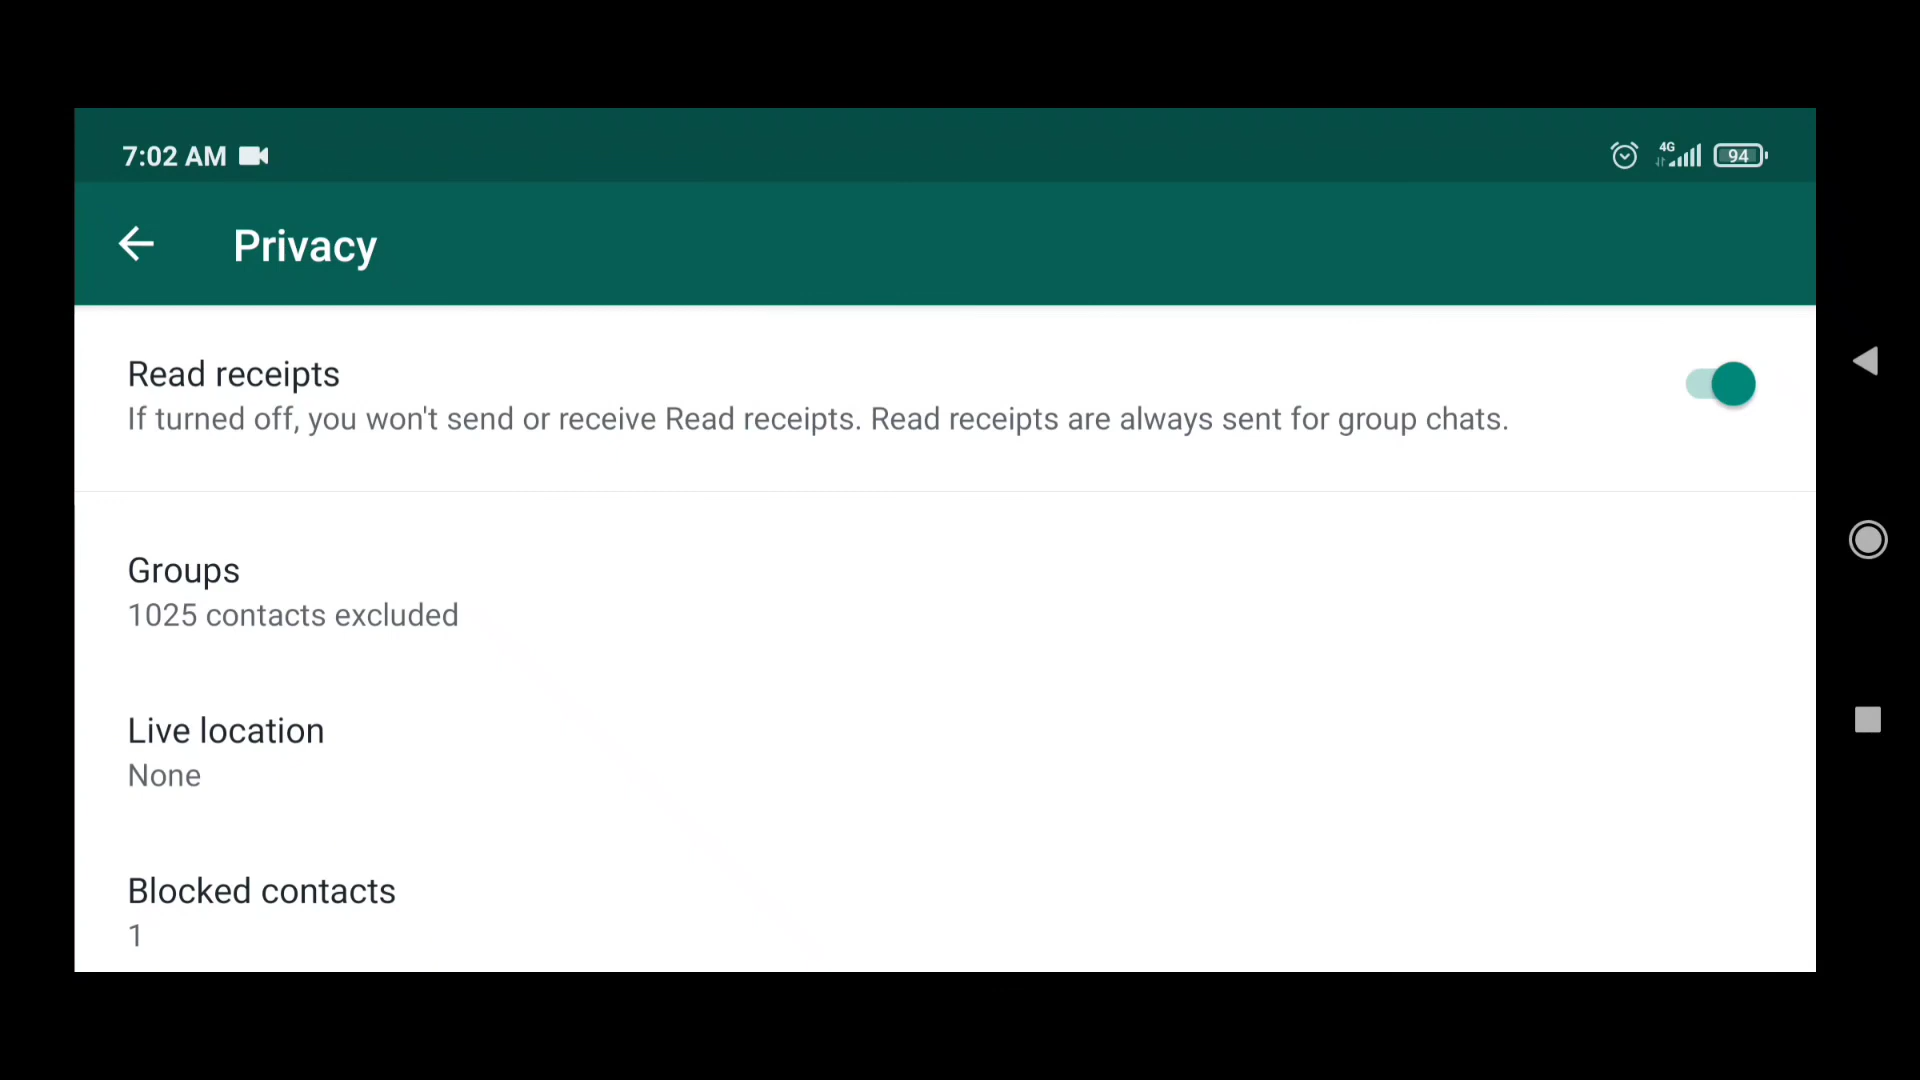 7:02 AM
4G
94
Privacy
Read receipts
If turned off, you won't send or receive Read receipts. Read receipts are always sent for group chats.
Groups
1025 contacts excluded
Live location
None
Blocked contacts
1